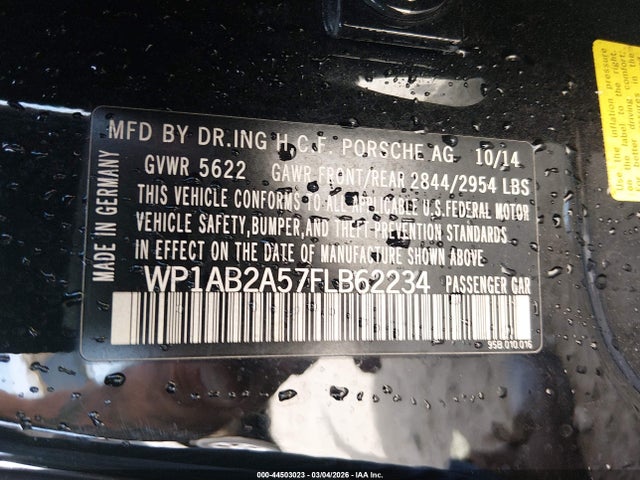 MFD BY DR.ING H.C.F. PORSCHE AG 10/14
GVWR 5622 GAWR FRONT/REAR 2844/2954 LBS
THIS VEHICLE CONFORMS TO ALL APPLICABLE U.S.FEDERAL MOTOR
VEHICLE SAFETY,BUMPER,AND THEFT PREVENTION STANDARDS
IN EFFECT ON THE DATE OF MANUFACTURE SHOWN ABOVE.
WP1AB2A57FLB62234 PASSENGER CAR
95B.010.016
MADE IN GERMANY
000-44503023 — 03/04/2026 — IAA Inc.